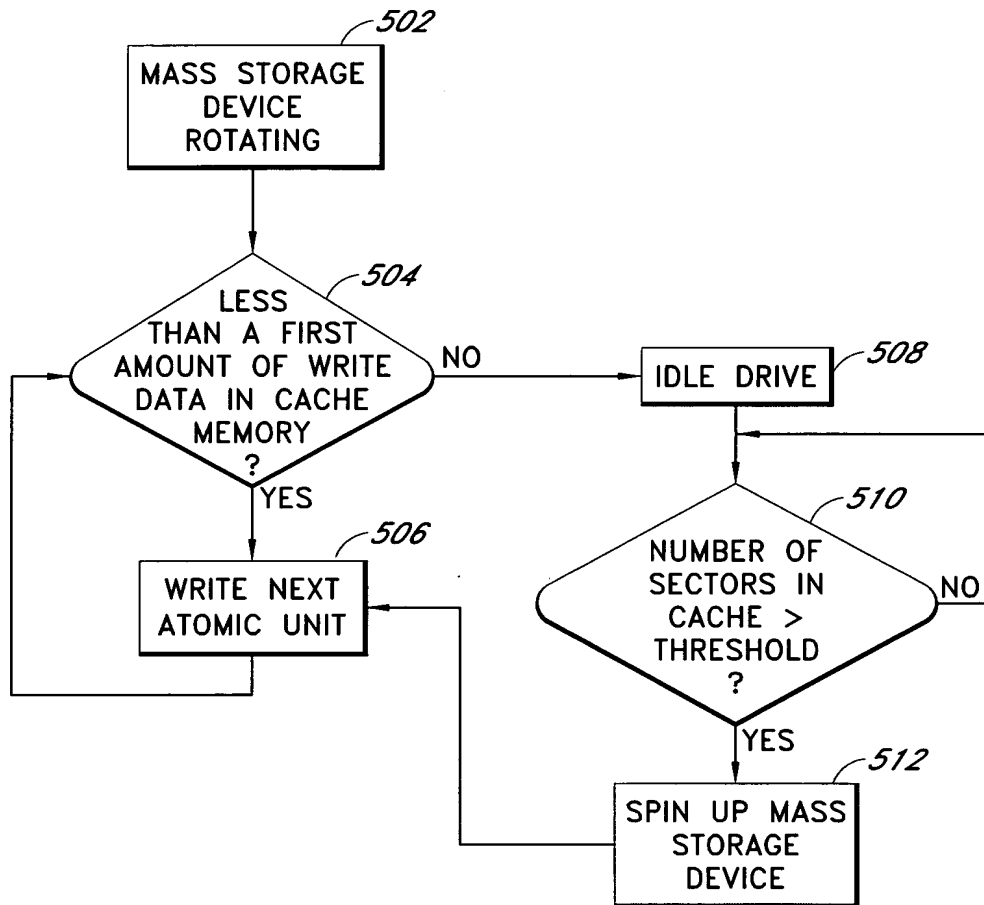 502
MASS STORAGE
DEVICE
ROTATING
504
LESS
THAN A FIRST
AMOUNT OF WRITE
DATA IN CACHE
MEMORY
?
NO
YES
508
IDLE DRIVE
506
WRITE NEXT
ATOMIC UNIT
510
NUMBER OF
SECTORS IN
CACHE >
THRESHOLD
?
NO
YES
512
SPIN UP MASS
STORAGE
DEVICE